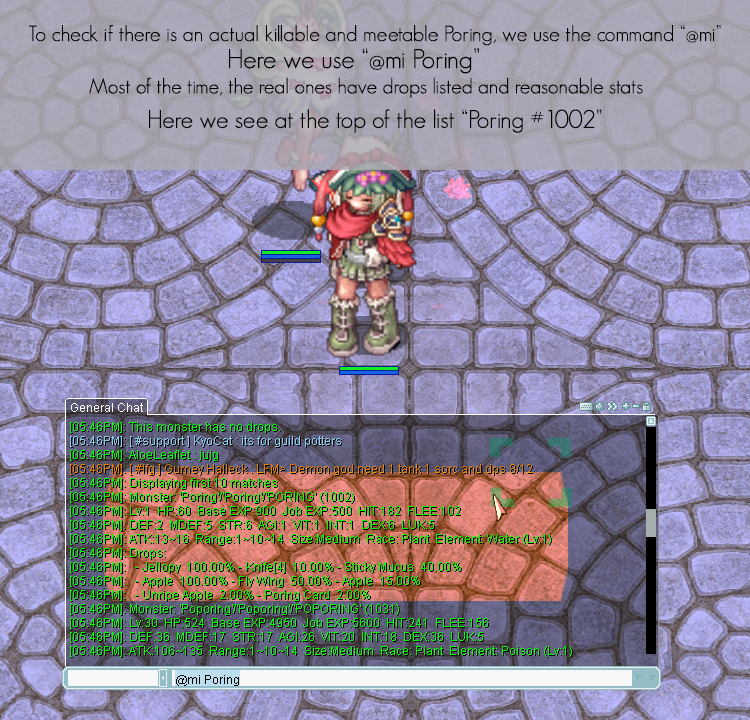 To check if there is an actual killable and meetable Poring, we use the command “@mi”
Here we use “@mi Poring”
Most of the time, the real ones have drops listed and reasonable stats
Here we see at the top of the list “Poring #1002”
General Chat
[05:46PM]: This monster has no drops.
[05:46PM]: [ #support ] KyoCat : its for guild potters
[05:46PM]: AloeLeaflet : jujg
[05:46PM]: [ #lfg ] Gurney Halleck : LFM> Demon god need 1 tank 1 sorc and dps 8/12
[05:46PM]: Displaying first 10 matches
[05:46PM]: Monster: 'Poring'/'Poring'/'PORING' (1002)
[05:46PM]: Lv:1 HP:60 Base EXP:900 Job EXP:500 HIT:182 FLEE:102
[05:46PM]: DEF:2 MDEF:5 STR:6 AGI:1 VIT:1 INT:1 DEX:6 LUK:5
[05:46PM]: ATK:13~16 Range:1~10~14 Size:Medium Race: Plant Element: Water (Lv:1)
[05:46PM]: Drops:
[05:46PM]: - Jellopy 100.00% - Knife[4] 10.00% - Sticky Mucus 40.00%
[05:46PM]: - Apple 100.00% - Fly Wing 50.00% - Apple 15.00%
[05:46PM]: - Unripe Apple 2.00% - Poring Card 2.00%
[05:46PM]: Monster: 'Poporing'/'Poporing'/'POPORING' (1031)
[05:46PM]: Lv:30 HP:524 Base EXP:4950 Job EXP:5600 HIT:241 FLEE:156
[05:46PM]: DEF:36 MDEF:17 STR:17 AGI:26 VIT:20 INT:18 DEX:36 LUK:5
[05:46PM]: ATK:106~135 Range:1~10~14 Size:Medium Race: Plant Element: Poison (Lv:1)
@mi Poring